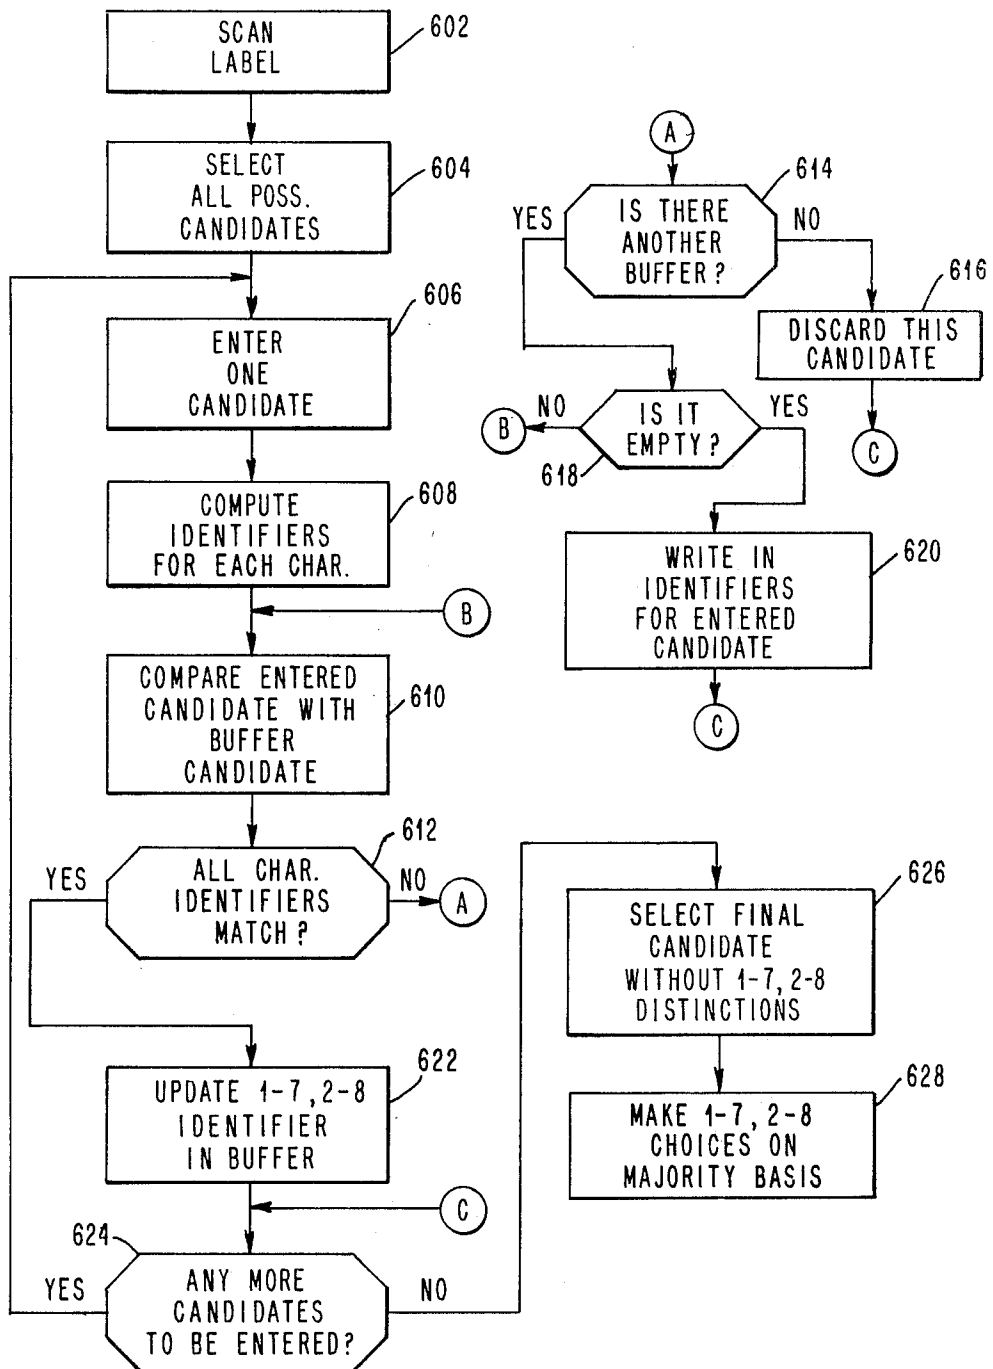 SCAN
LABEL
602
SELECT
ALL POSS.
CANDIDATES
604
ENTER
ONE
CANDIDATE
606
COMPUTE
IDENTIFIERS
FOR EACH CHAR.
608
B
COMPARE ENTERED
CANDIDATE WITH
BUFFER
CANDIDATE
610
ALL CHAR.
IDENTIFIERS
MATCH?
612
YES
NO
A
UPDATE 1-7, 2-8
IDENTIFIER
IN BUFFER
622
C
624
ANY MORE
CANDIDATES
TO BE ENTERED?
YES
NO
A
IS THERE
ANOTHER
BUFFER?
614
YES
NO
DISCARD THIS
CANDIDATE
616
C
IS IT
EMPTY?
618
NO
YES
B
WRITE IN
IDENTIFIERS
FOR ENTERED
CANDIDATE
620
C
SELECT FINAL
CANDIDATE
WITHOUT 1-7, 2-8
DISTINCTIONS
626
MAKE 1-7, 2-8
CHOICES ON
MAJORITY BASIS
628